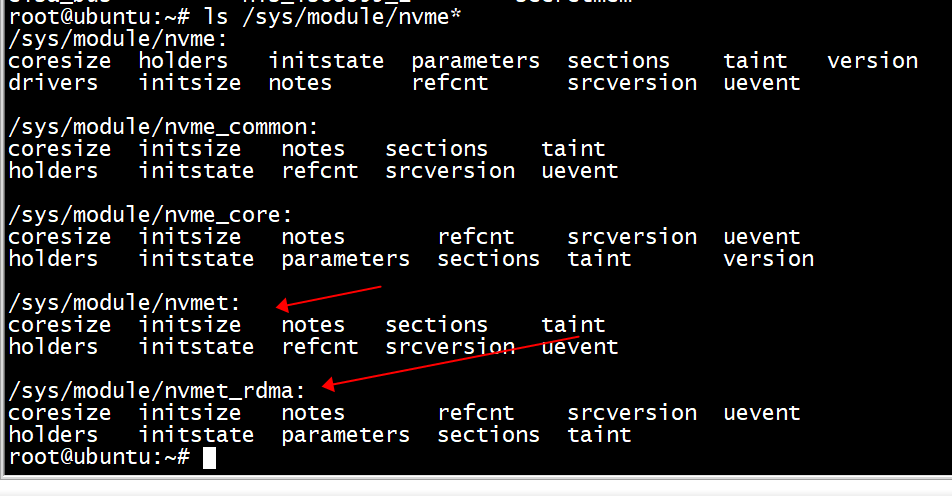 root@ubuntu:~# ls /sys/module/nvme*
/sys/module/nvme:
coresize holders initstate parameters sections taint version
drivers initsize notes refcnt srcversion uevent
/sys/module/nvme_common:
coresize initsize notes sections taint
holders initstate refcnt srcversion uevent
/sys/module/nvme_core:
coresize initsize notes refcnt srcversion uevent
holders initstate parameters sections taint version
/sys/module/nvmet:
coresize initsize notes sections taint
holders initstate refcnt srcversion uevent
/sys/module/nvmet_rdma:
coresize initsize notes refcnt srcversion uevent
holders initstate parameters sections taint
root@ubuntu:~#